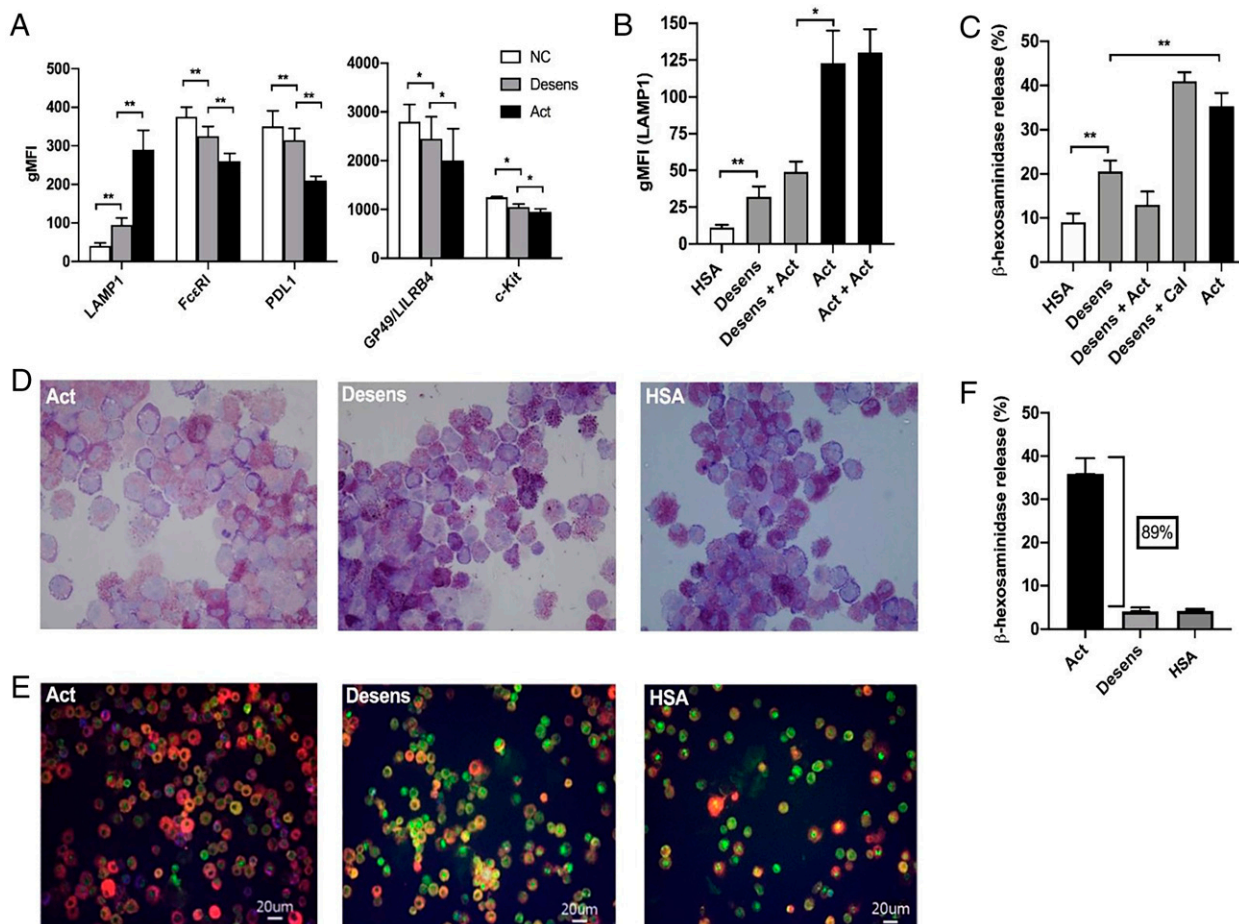 A
gMFI
500
400
300
200
100
0
**
**
**
**
**
**
LAMP1
FcεRI
PDL1
4000
3000
2000
1000
0
*
*
*
*
GP49/LILRB4
c-Kit
NC
Desens
Act
B
gMFI (LAMP1)
150
125
100
75
50
25
0
**
*
HSA
Desens
Desens + Act
Act
Act + Act
C
β-hexosaminidase release (%)
50
40
30
20
10
0
**
**
HSA
Desens
Desens + Act
Desens + Cal
Act
D
Act
Desens
HSA
E
Act
20um
Desens
20um
HSA
20um
F
β-hexosaminidase release (%)
50
40
30
20
10
0
89%
Act
Desens
HSA